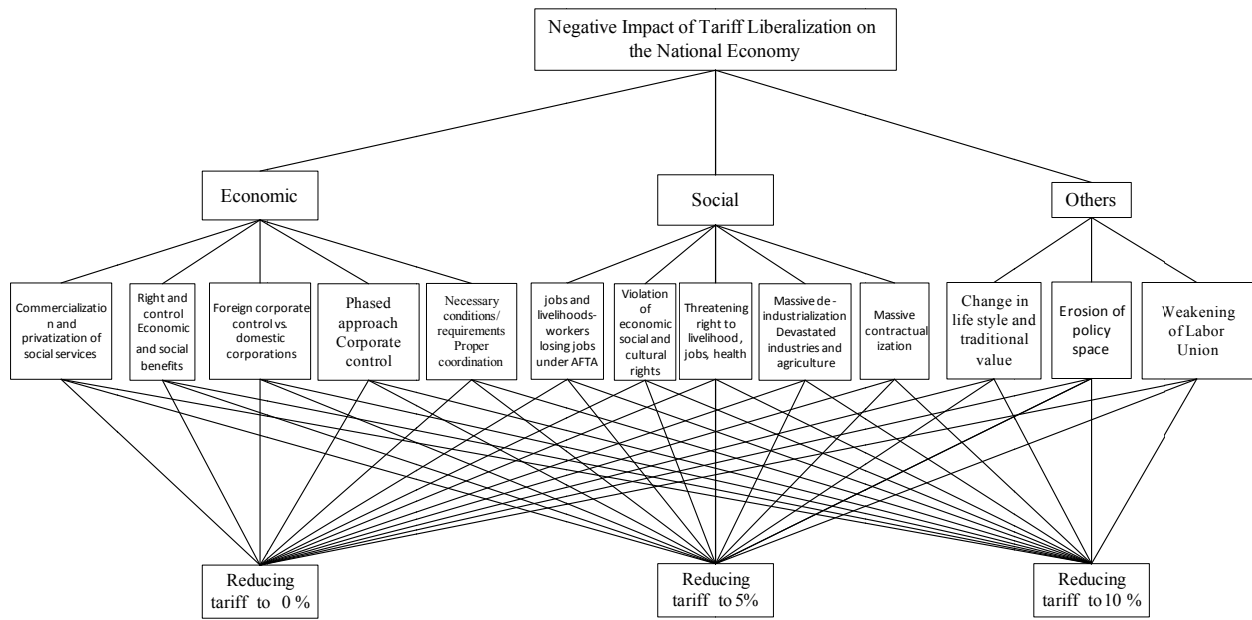 Negative Impact of Tariff Liberalization on
the National Economy
Economic
Social
Others
Commercializatio
n and
privatization of
social services
Right and
control
Economic
and social
benefits
Foreign corporate
control vs.
domestic
corporations
Phased
approach
Corporate
control
Necessary
conditions/
requirements
Proper
coordination
jobs and
livelihoods-
workers
losing jobs
under AFTA
Violation
of
economic
social and
cultural
rights
Threatening
right to
livelihood,
jobs, health
Massive de-
industrialization
Devastated
industries and
agriculture
Massive
contractual
ization
Change in
life style and
traditional
value
Erosion of
policy
space
Weakening
of Labor
Union
Reducing
tariff to 0 %
Reducing
tariff to 5%
Reducing
tariff to 10 %